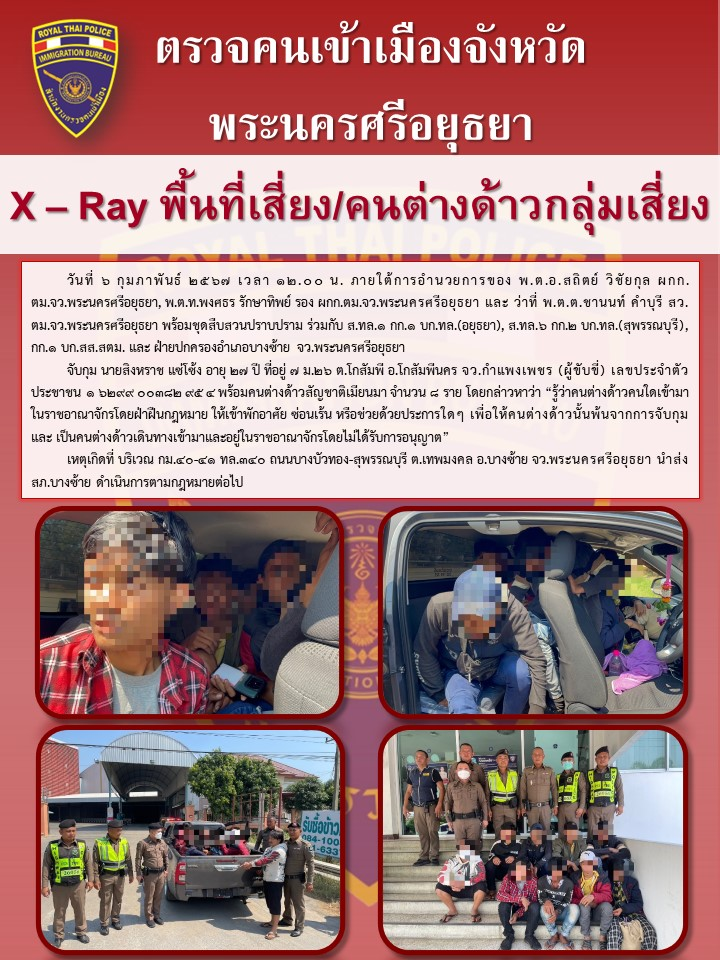 ROYAL THAI POLICE
IMMIGRATION BUREAU
สำนักงานตรวจคนเข้าเมือง
ตรวจคนเข้าเมืองจังหวัด
พระนครศรีอยุธยา
X – Ray พื้นที่เสี่ยง/คนต่างด้าวกลุ่มเสี่ยง
วันที่ ๖ กุมภาพันธ์ ๒๕๖๗ เวลา ๑๒.๐๐ น. ภายใต้การอำนวยการของ พ.ต.อ.สถิตย์ วิชัยกุล ผกก.
ตม.จว.พระนครศรีอยุธยา, พ.ต.ท.พงศธร รักษาทิพย์ รอง ผกก.ตม.จว.พระนครศรีอยุธยา และ ว่าที่ พ.ต.ต.ชานนท์ คำบุรี สว.
ตม.จว.พระนครศรีอยุธยา พร้อมชุดสืบสวนปราบปราม ร่วมกับ ส.ทล.๑ กก.๑ บก.ทล.(อยุธยา), ส.ทล.๖ กก.๒ บก.ทล.(สุพรรณบุรี),
กก.๑ บก.สส.สตม. และ ฝ่ายปกครองอำเภอบางซ้าย จว.พระนครศรีอยุธยา
จับกุม นายสิงหราช แซ่โซ้ง อายุ ๒๗ ปี ที่อยู่ ๗ ม.๒๖ ต.โกสัมพี อ.โกสัมพีนคร จว.กำแพงเพชร (ผู้ขับขี่) เลขประจำตัว
ประชาชน ๑ ๖๒๙๙ ๐๐๓๘๒ ๙๕ ๔ พร้อมคนต่างด้าวสัญชาติเมียนมา จำนวน ๘ ราย โดยกล่าวหาว่า “รู้ว่าคนต่างด้าวคนใดเข้ามา
ในราชอาณาจักรโดยฝ่าฝืนกฎหมาย ให้เข้าพักอาศัย ซ่อนเร้น หรือช่วยด้วยประการใดๆ เพื่อให้คนต่างด้าวนั้นพ้นจากการจับกุม
และ เป็นคนต่างด้าวเดินทางเข้ามาและอยู่ในราชอาณาจักรโดยไม่ได้รับการอนุญาต”
เหตุเกิดที่ บริเวณ กม.๔๐-๔๑ ทล.๓๔๐ ถนนบางบัวทอง-สุพรรณบุรี ต.เทพมงคล อ.บางซ้าย จว.พระนครศรีอยุธยา นำส่ง
สภ.บางซ้าย ดำเนินการตามกฎหมายต่อไป
รับซื้อข้าว
084-100
1-633